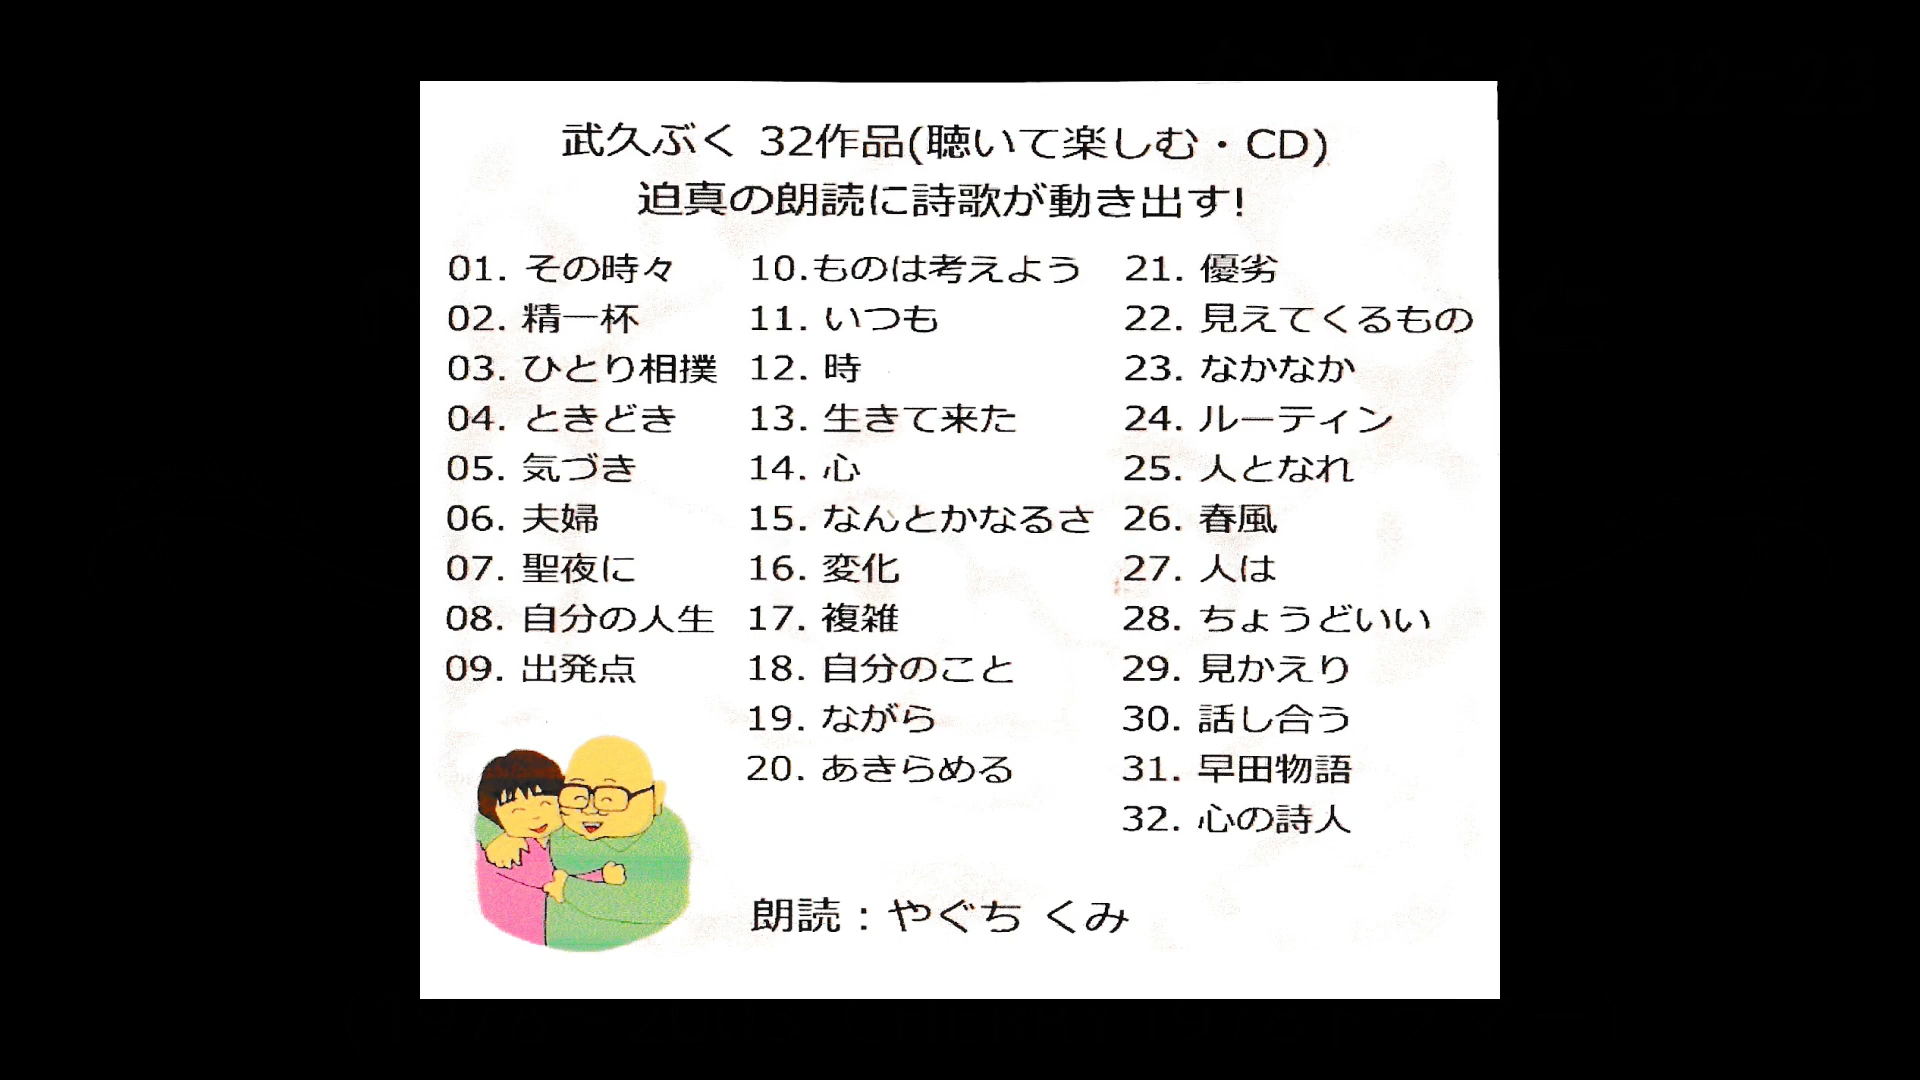 武久ぶく 32作品(聴いて楽しむ・CD)
迫真の朗読に詩歌が動き出す!
01. その時々
02. 精一杯
03. ひとり相撲
04. ときどき
05. 気づき
06. 夫婦
07. 聖夜に
08. 自分の人生
09. 出発点
10.ものは考えよう
11. いつも
12. 時
13. 生きて来た
14. 心
15. なんとかなるさ
16. 変化
17. 複雑
18. 自分のこと
19. ながら
20. あきらめる
21. 優劣
22. 見えてくるもの
23. なかなか
24. ルーティン
25. 人となれ
26. 春風
27. 人は
28. ちょうどいい
29. 見かえり
30. 話し合う
31. 早田物語
32. 心の詩人
朗読：やぐち くみ